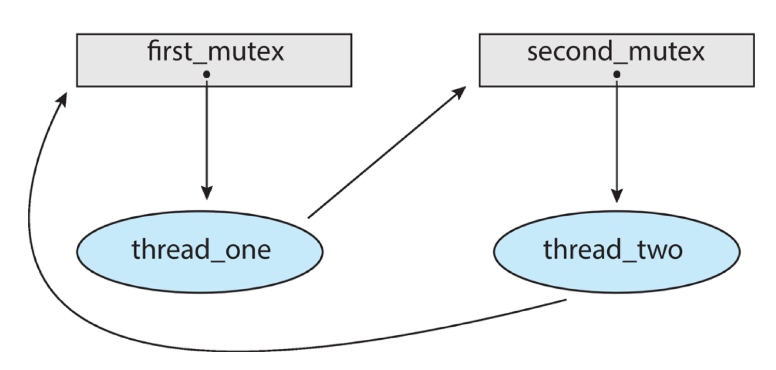 first_mutex
second_mutex
thread_one
thread_two